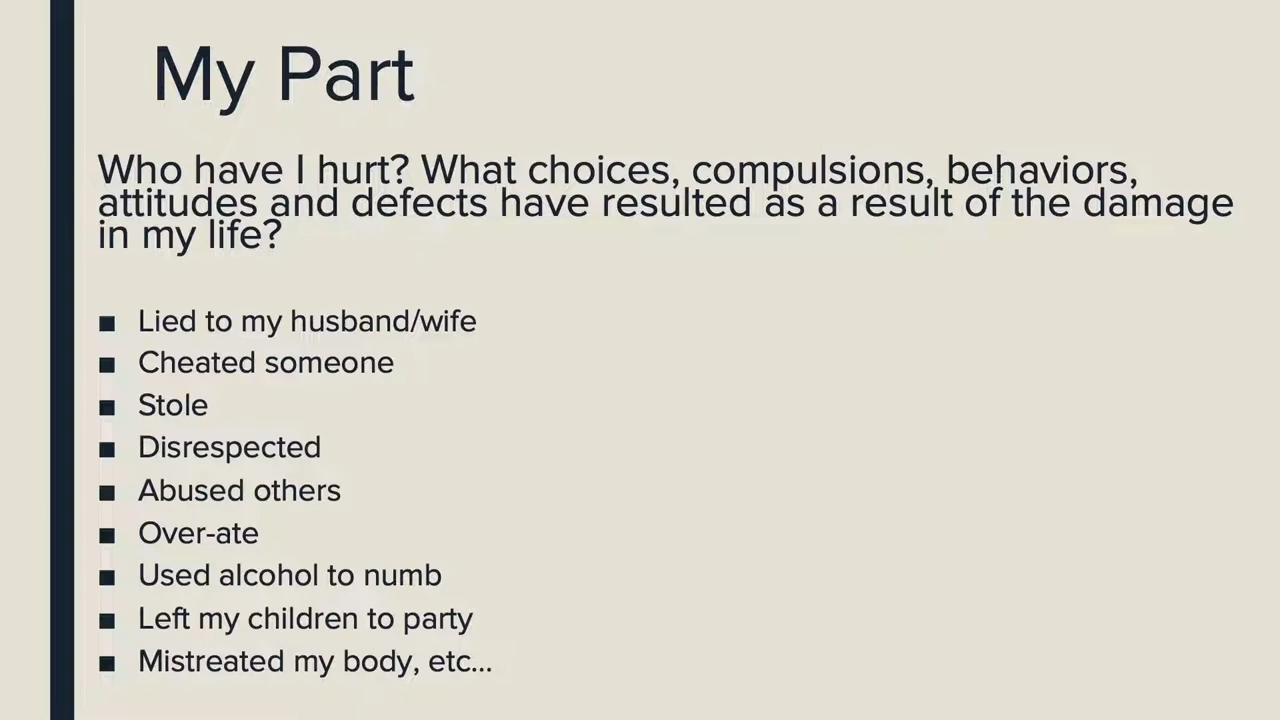 My Part
Who have I hurt? What choices, compulsions, behaviors,
attitudes and defects have resulted as a result of the damage
in my life?
■ Lied to my husband/wife
■ Cheated someone
■ Stole
■ Disrespected
■ Abused others
■ Over-ate
■ Used alcohol to numb
■ Left my children to party
■ Mistreated my body, etc...